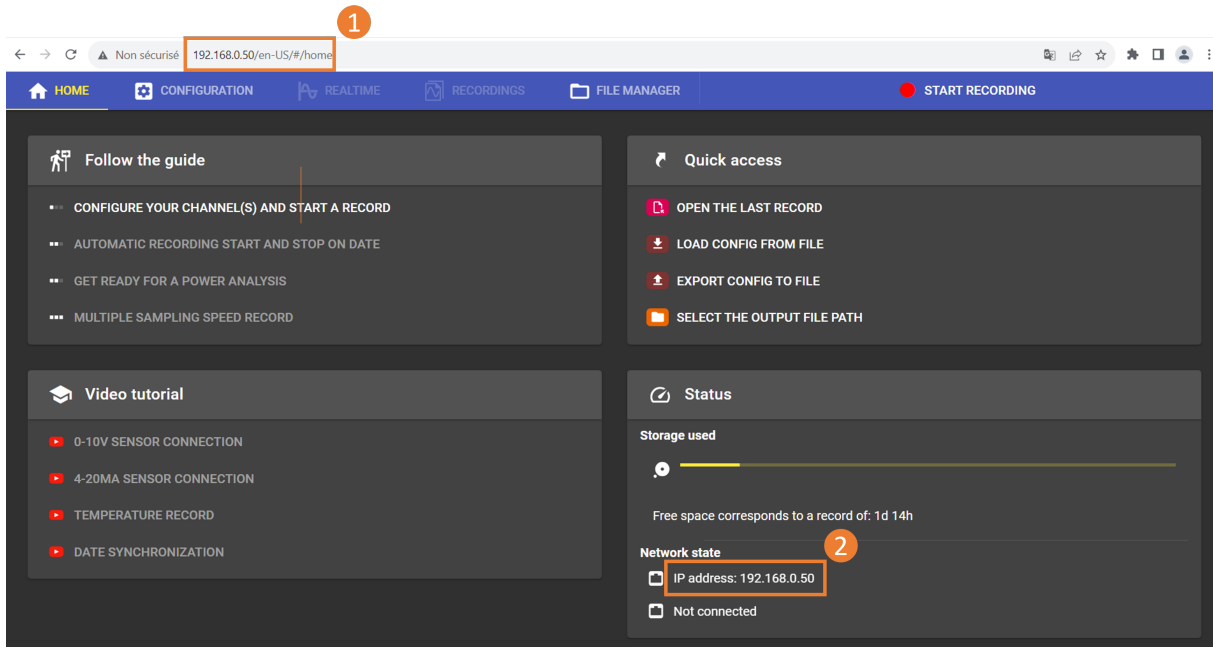 1
Non sécurisé 192.168.0.50/en-US/#/home
HOME CONFIGURATION REALTIME RECORDINGS FILE MANAGER START RECORDING
Follow the guide
CONFIGURE YOUR CHANNEL(S) AND START A RECORD
AUTOMATIC RECORDING START AND STOP ON DATE
GET READY FOR A POWER ANALYSIS
MULTIPLE SAMPLING SPEED RECORD
Quick access
OPEN THE LAST RECORD
LOAD CONFIG FROM FILE
EXPORT CONFIG TO FILE
SELECT THE OUTPUT FILE PATH
Video tutorial
0-10V SENSOR CONNECTION
4-20MA SENSOR CONNECTION
TEMPERATURE RECORD
DATE SYNCHRONIZATION
Status
Storage used
Free space corresponds to a record of: 1d 14h
Network state
2
IP address: 192.168.0.50
Not connected